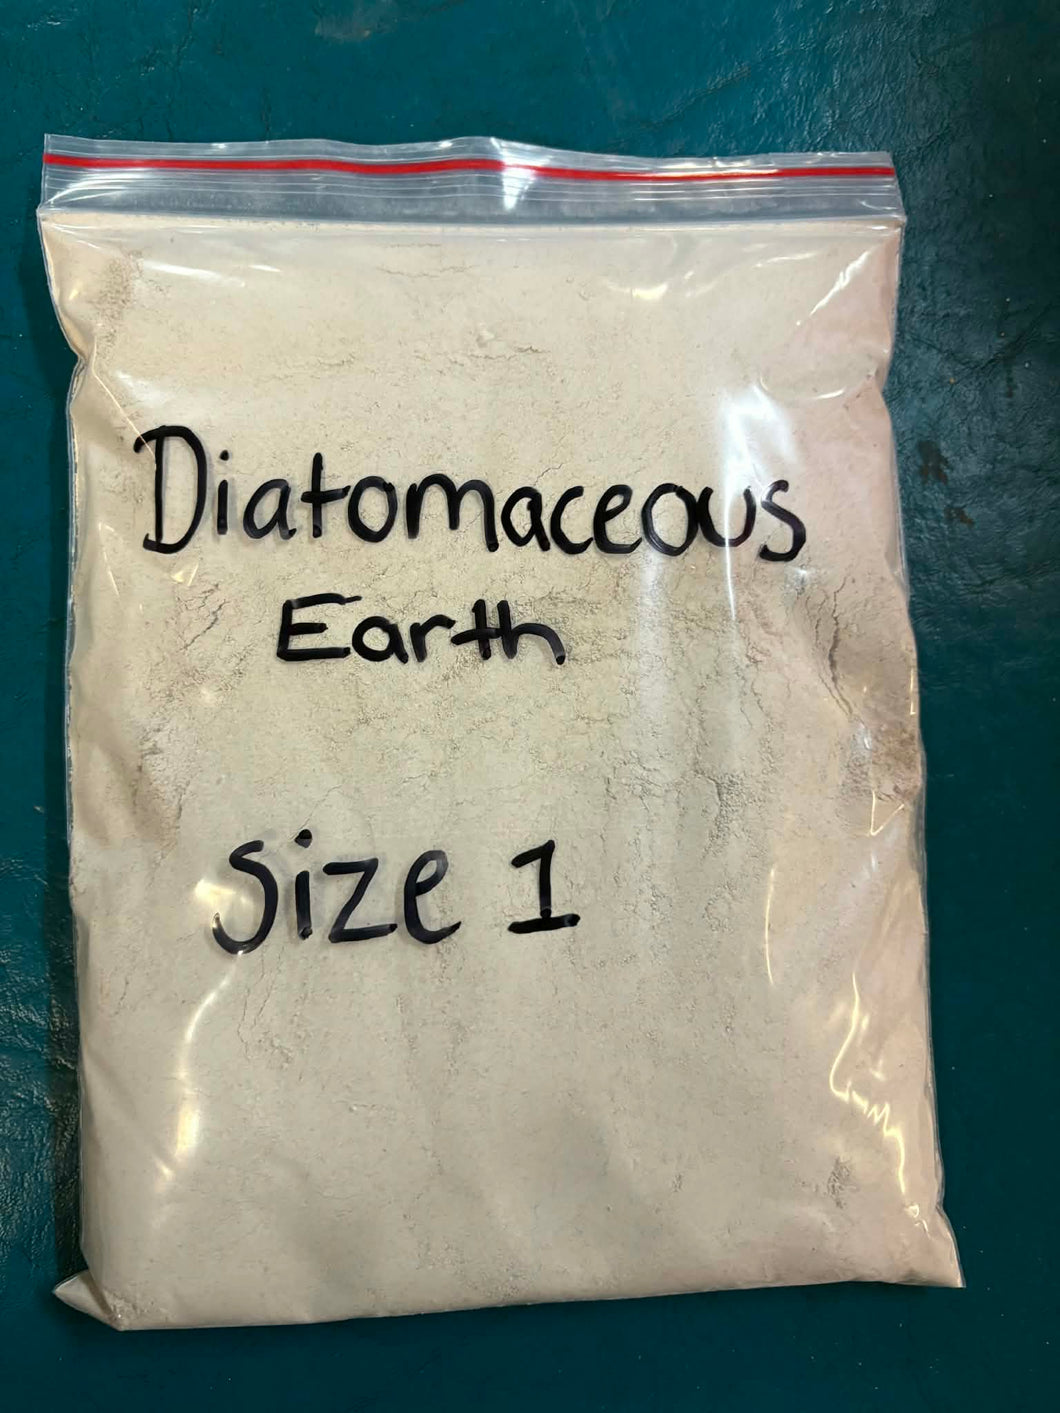 Diatomaceous
Earth
Size 1